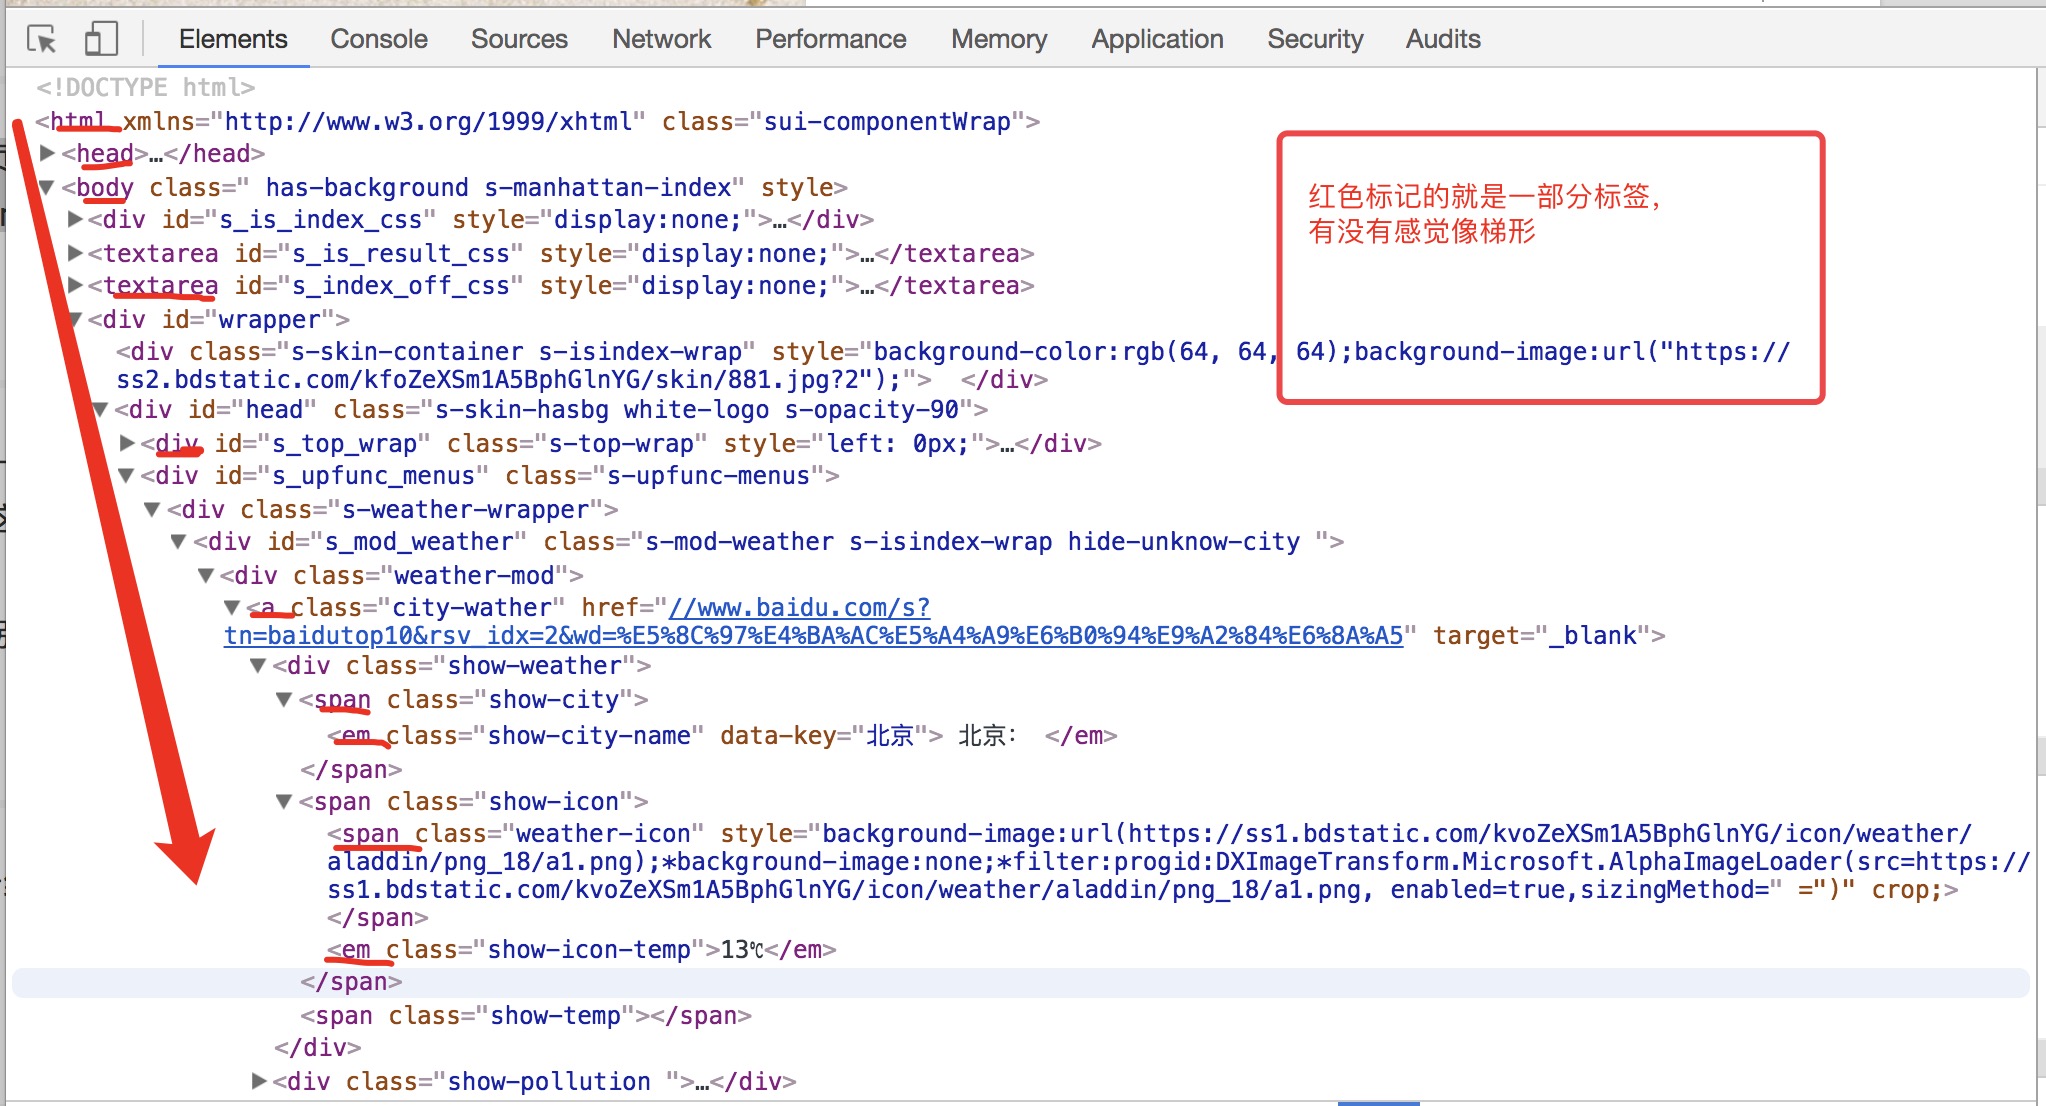 Elements Console Sources Network Performance Memory Application Security Audits
<!DOCTYPE html>
<html xmlns="http://www.w3.org/1999/xhtml" class="sui-componentWrap">
▶<head>…</head>
▼<body class=" has-background s-manhattan-index" style>
▶<div id="s_is_index_css" style="display:none;">…</div>
▶<textarea id="s_is_result_css" style="display:none;">…</textarea>
▶<textarea id="s_index_off_css" style="display:none;">…</textarea>
▼<div id="wrapper">
<div class="s-skin-container s-isindex-wrap" style="background-color:rgb(64, 64, 64);background-image:url("https://
ss2.bdstatic.com/kfoZeXSm1A5BphGlnYG/skin/881.jpg?2");"> </div>
▼<div id="head" class="s-skin-hasbg white-logo s-opacity-90">
▶<div id="s_top_wrap" class="s-top-wrap" style="left: 0px;">…</div>
▼<div id="s_upfunc_menus" class="s-upfunc-menus">
▼<div class="s-weather-wrapper">
▼<div id="s_mod_weather" class="s-mod-weather s-isindex-wrap hide-unknow-city ">
▼<div class="weather-mod">
▼<a class="city-wather" href="//www.baidu.com/s?
tn=baidutop10&rsv_idx=2&wd=%E5%8C%97%E4%BA%AC%E5%A4%A9%E6%B0%94%E9%A2%84%E6%8A%A5" target="_blank">
▼<div class="show-weather">
▼<span class="show-city">
<em class="show-city-name" data-key="北京"> 北京： </em>
</span>
▼<span class="show-icon">
<span class="weather-icon" style="background-image:url(https://ss1.bdstatic.com/kvoZeXSm1A5BphGlnYG/icon/weather/
aladdin/png_18/a1.png);*background-image:none;*filter:progid:DXImageTransform.Microsoft.AlphaImageLoader(src=https://
ss1.bdstatic.com/kvoZeXSm1A5BphGlnYG/icon/weather/aladdin/png_18/a1.png, enabled=true,sizingMethod=" =")" crop;>
</span>
<em class="show-icon-temp">13℃</em>
</span>
<span class="show-temp"></span>
</div>
▶<div class="show-pollution ">…</div>
红色标记的就是一部分标签，
有没有感觉像梯形